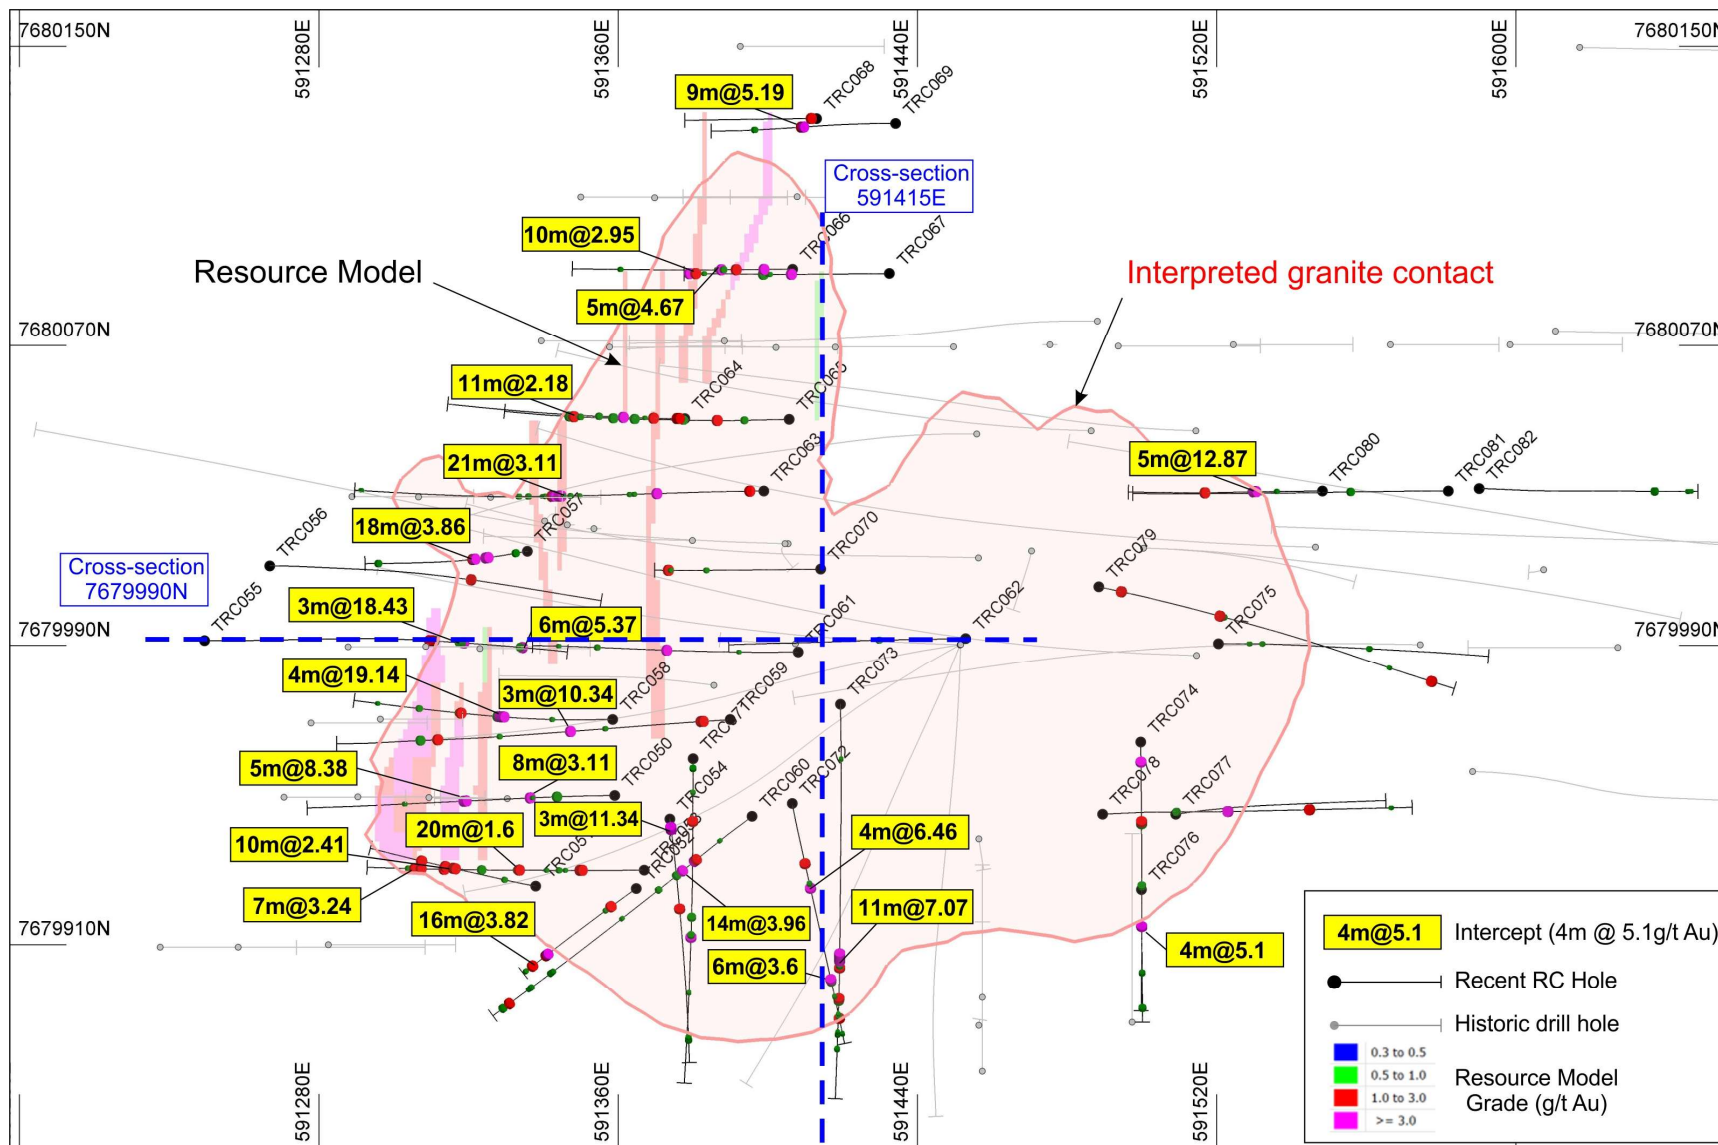 7680150N
591280E
591360E
591440E
591520E
591600E
7680150N
9m@5.19
TRC068
TRC069
Cross-section
591415E
10m@2.95
TRC066
TRC067
Resource Model
Interpreted granite contact
5m@4.67
7680070N
7680070N
11m@2.18
TRC064
TRC065
21m@3.11
TRC063
5m@12.87
TRC080
TRC081
TRC082
18m@3.86
TRC057
TRC056
TRC070
TRC079
Cross-section
7679990N
TRC055
3m@18.43
6m@5.37
TRC061
TRC062
TRC075
7679990N
7679990N
4m@19.14
3m@10.34
TRC058
TRC059
TRC073
TRC074
5m@8.38
8m@3.11
TRC050
TRC054
TRC060
TRC072
TRC078
TRC077
3m@11.34
20m@1.6
4m@6.46
10m@2.41
TRC052
TRC076
7m@3.24
16m@3.82
14m@3.96
11m@7.07
7679910N
6m@3.6
4m@5.1
591280E
591360E
591440E
591520E
4m@5.1
Intercept (4m @ 5.1g/t Au)
Recent RC Hole
Historic drill hole
0.3 to 0.5
0.5 to 1.0
1.0 to 3.0
>= 3.0
Resource Model
Grade (g/t Au)